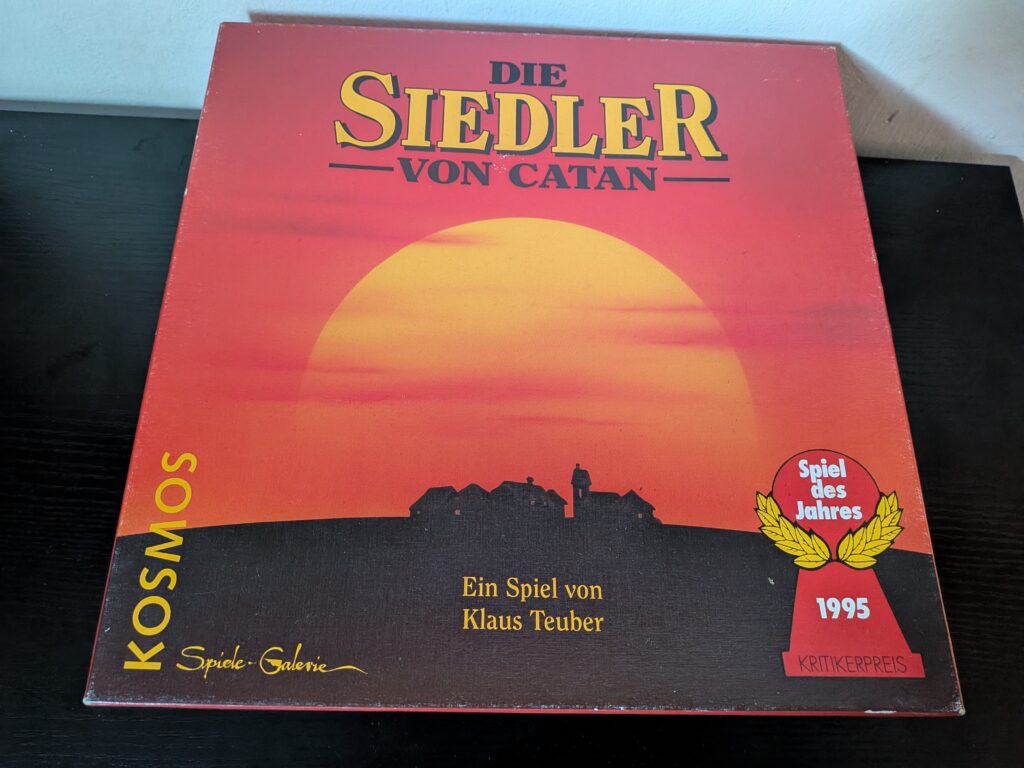 DIE
SIEDLER
VON CATAN
Spiel
des
Jahres
Ein Spiel von
Klaus Teuber
1995
KRITIKERPREIS
KOSMOS
Spiele-Galerie